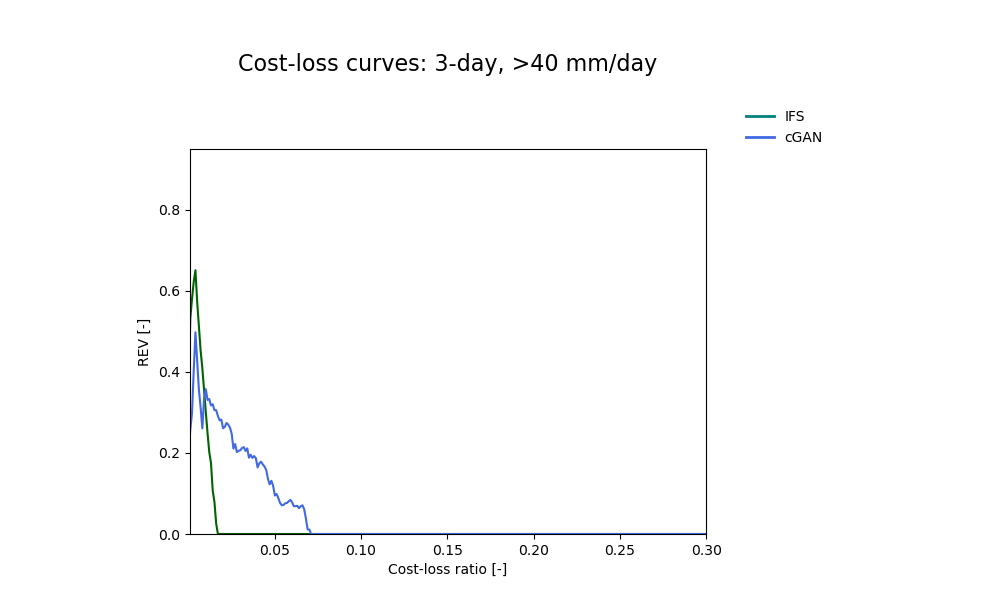 Cost-loss curves: 3-day, >40 mm/day
IFS
cGAN
0.8
0.6
0.4
0.2
0.0
REV [-]
0.05 0.10 0.15 0.20 0.25 0.30
Cost-loss ratio [-]